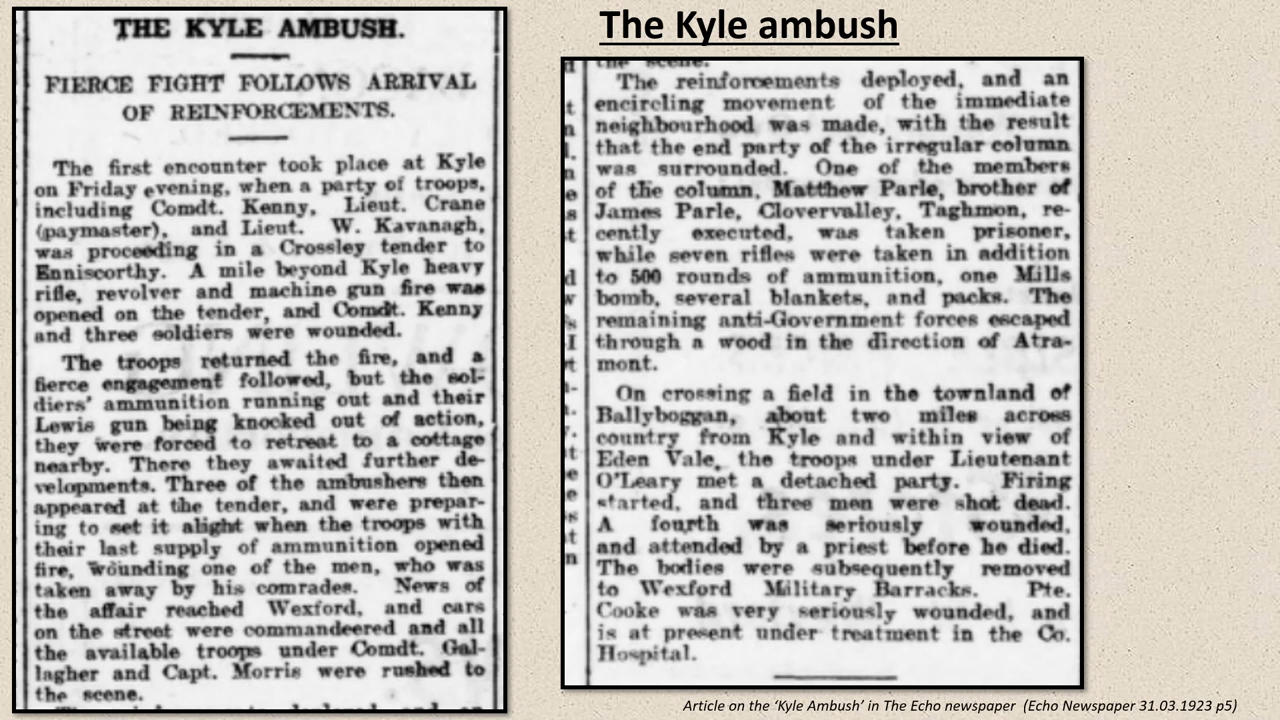 THE KYLE AMBUSH.
FIERCE FIGHT FOLLOWS ARRIVAL
OF REINFORCEMENTS.
The first encounter took place at Kyle
on Friday evening, when a party of troops,
including Comdt. Kenny, Lieut. Crane
(paymaster), and Lieut. W. Kavanagh,
was proceeding in a Crossley tender to
Enniscorthy. A mile beyond Kyle heavy
rifle, revolver and machine gun fire was
opened on the tender, and Comdt. Kenny
and three soldiers were wounded.
The troops returned the fire, and a
fierce engagement followed, but the sol-
diers' ammunition running out and their
Lewis gun being knocked out of action,
they were forced to retreat to a cottage
nearby. There they awaited further de-
velopments. Three of the ambushers then
appeared at the tender, and were prepar-
ing to set it alight when the troops with
their last supply of ammunition opened
fire, wounding one of the men, who was
taken away by his comrades. News of
the affair reached Wexford, and cars
on the street were commandeered and all
the available troops under Comdt. Gal-
lagher and Capt. Morris were rushed to
the scene.
The Kyle ambush
the scene.
The reinforcements deployed, and an
encircling movement of the immediate
neighbourhood was made, with the result
that the end party of the irregular column
was surrounded. One of the members
of the column, Matthew Parle, brother of
James Parle, Clovervalley, Taghmon, re-
cently executed, was taken prisoner,
while seven rifles were taken in addition
to 500 rounds of ammunition, one Mills
bomb, several blankets, and packs. The
remaining anti-Government forces escaped
through a wood in the direction of Atra-
mont.
On crossing a field in the townland of
Ballyboggan, about two miles across
country from Kyle and within view of
Eden Vale, the troops under Lieutenant
O'Leary met a detached party. Firing
started, and three men were shot dead.
A fourth was seriously wounded,
and attended by a priest before he died.
The bodies were subsequently removed
to Wexford Military Barracks. Pte.
Cooke was very seriously wounded, and
is at present under treatment in the Co.
Hospital.
Article on the 'Kyle Ambush' in The Echo newspaper (Echo Newspaper 31.03.1923 p5)